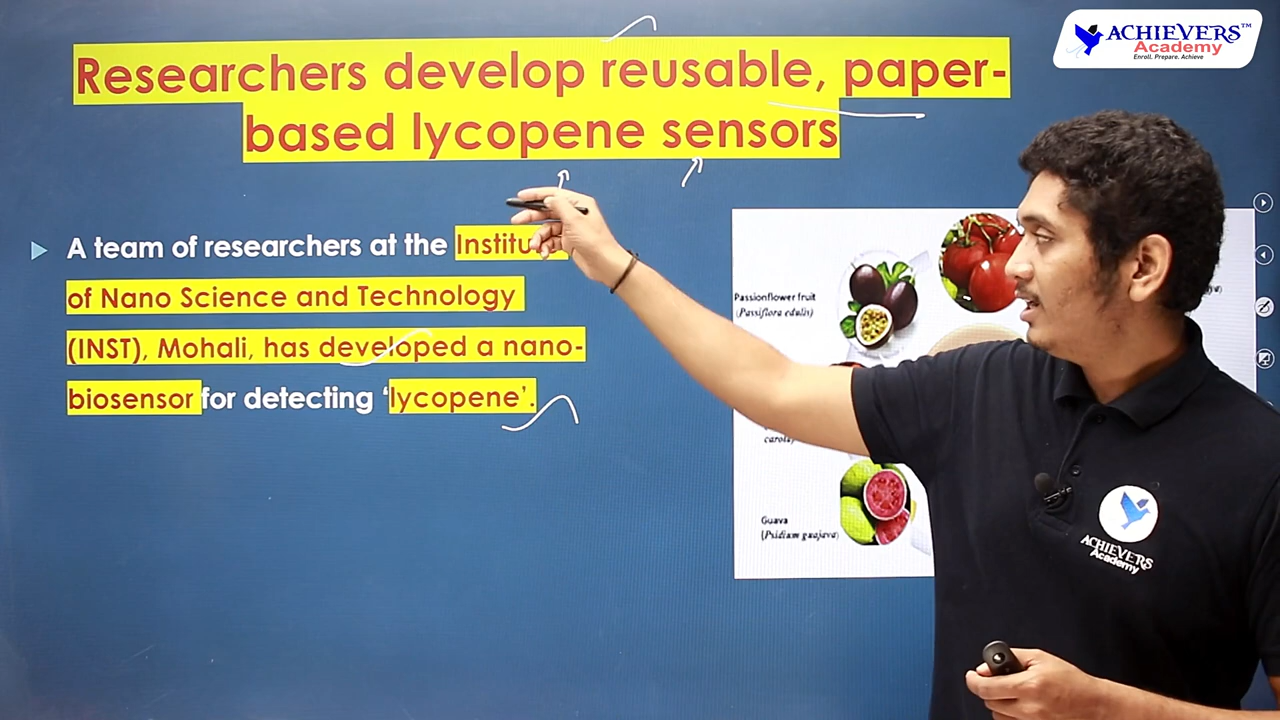 ACHIEVERS™
Academy
Enroll. Prepare. Achieve
Researchers develop reusable, paper-
based lycopene sensors
A team of researchers at the
of Nano Science and Technology
(INST), Mohali, has developed a nano-
biosensor for detecting ‘lycopene’.
Passionflower fruit
(Passiflora edulis)
Guava
(Psidium guajava)
ACHIEVERS
Academy